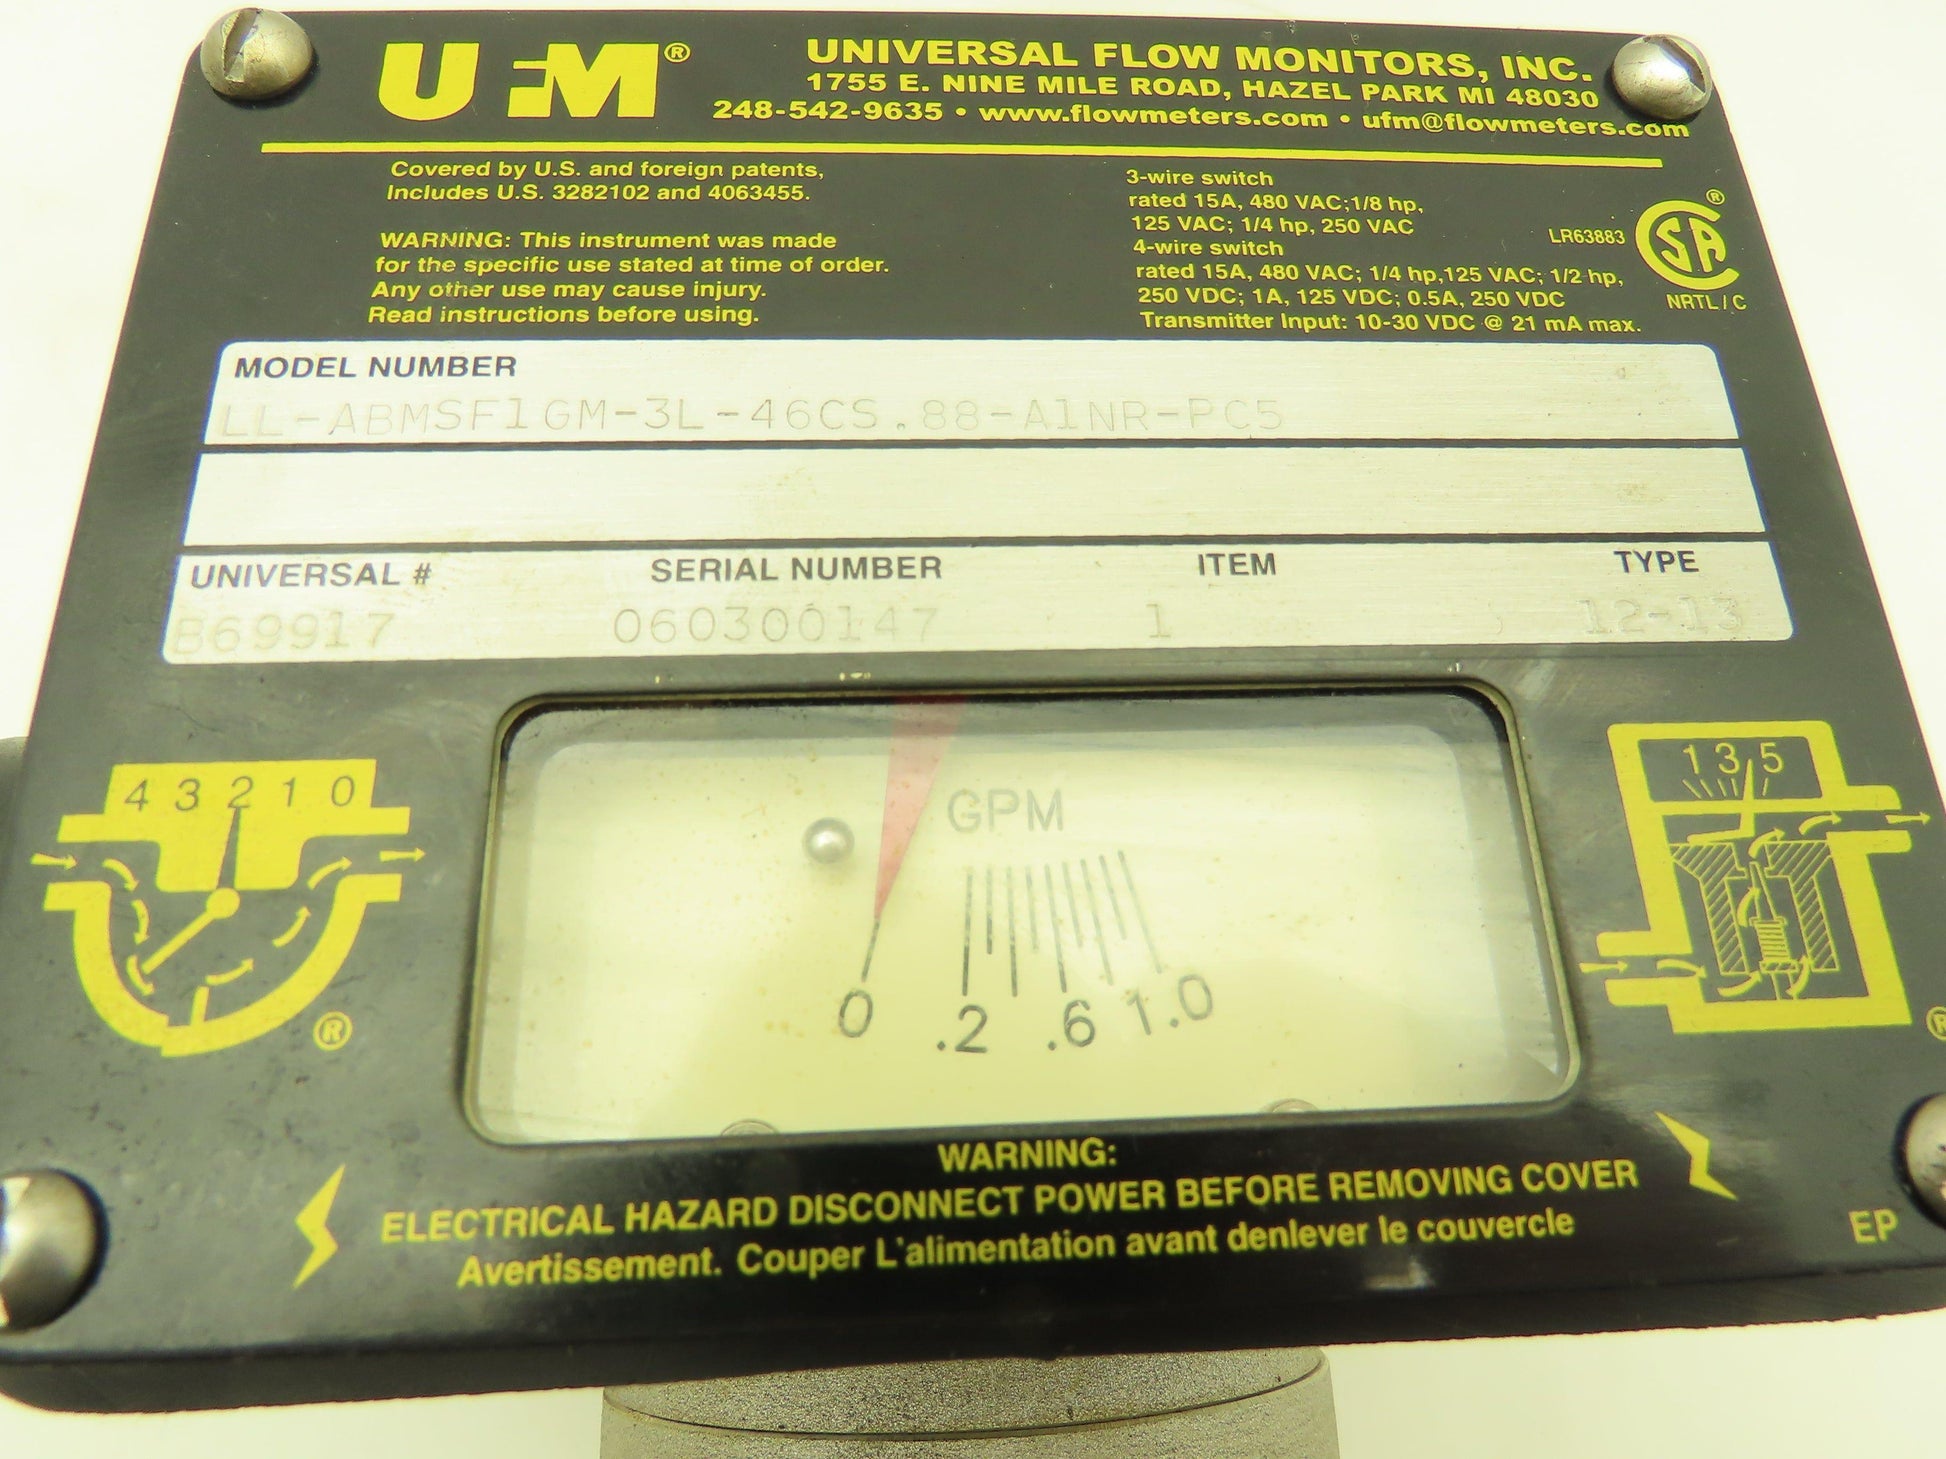 UFM®
UNIVERSAL FLOW MONITORS, INC.
1755 E. NINE MILE ROAD, HAZEL PARK MI 48030
248-542-9635 • www.flowmeters.com • ufm@flowmeters.com
Covered by U.S. and foreign patents,
Includes U.S. 3282102 and 4063455.
WARNING: This instrument was made
for the specific use stated at time of order.
Any other use may cause injury.
Read instructions before using.
3-wire switch
rated 15A, 480 VAC;1/8 hp,
125 VAC; 1/4 hp, 250 VAC
4-wire switch
rated 15A, 480 VAC; 1/4 hp,125 VAC; 1/2 hp,
250 VDC; 1A, 125 VDC; 0.5A, 250 VDC
Transmitter Input: 10-30 VDC @ 21 mA max.
LR63883
SA®
NRTL / C
MODEL NUMBER
LL-ABMSF1GM-3L-46CS.88-A1NR-PC5
UNIVERSAL # SERIAL NUMBER ITEM TYPE
B69917 060300147 1 12-13
4 3 2 1 0
®
GPM
0 .2 .6 1.0
1 3 5
®
WARNING:
ELECTRICAL HAZARD DISCONNECT POWER BEFORE REMOVING COVER
Avertissement. Couper L'alimentation avant denlever le couvercle
EP